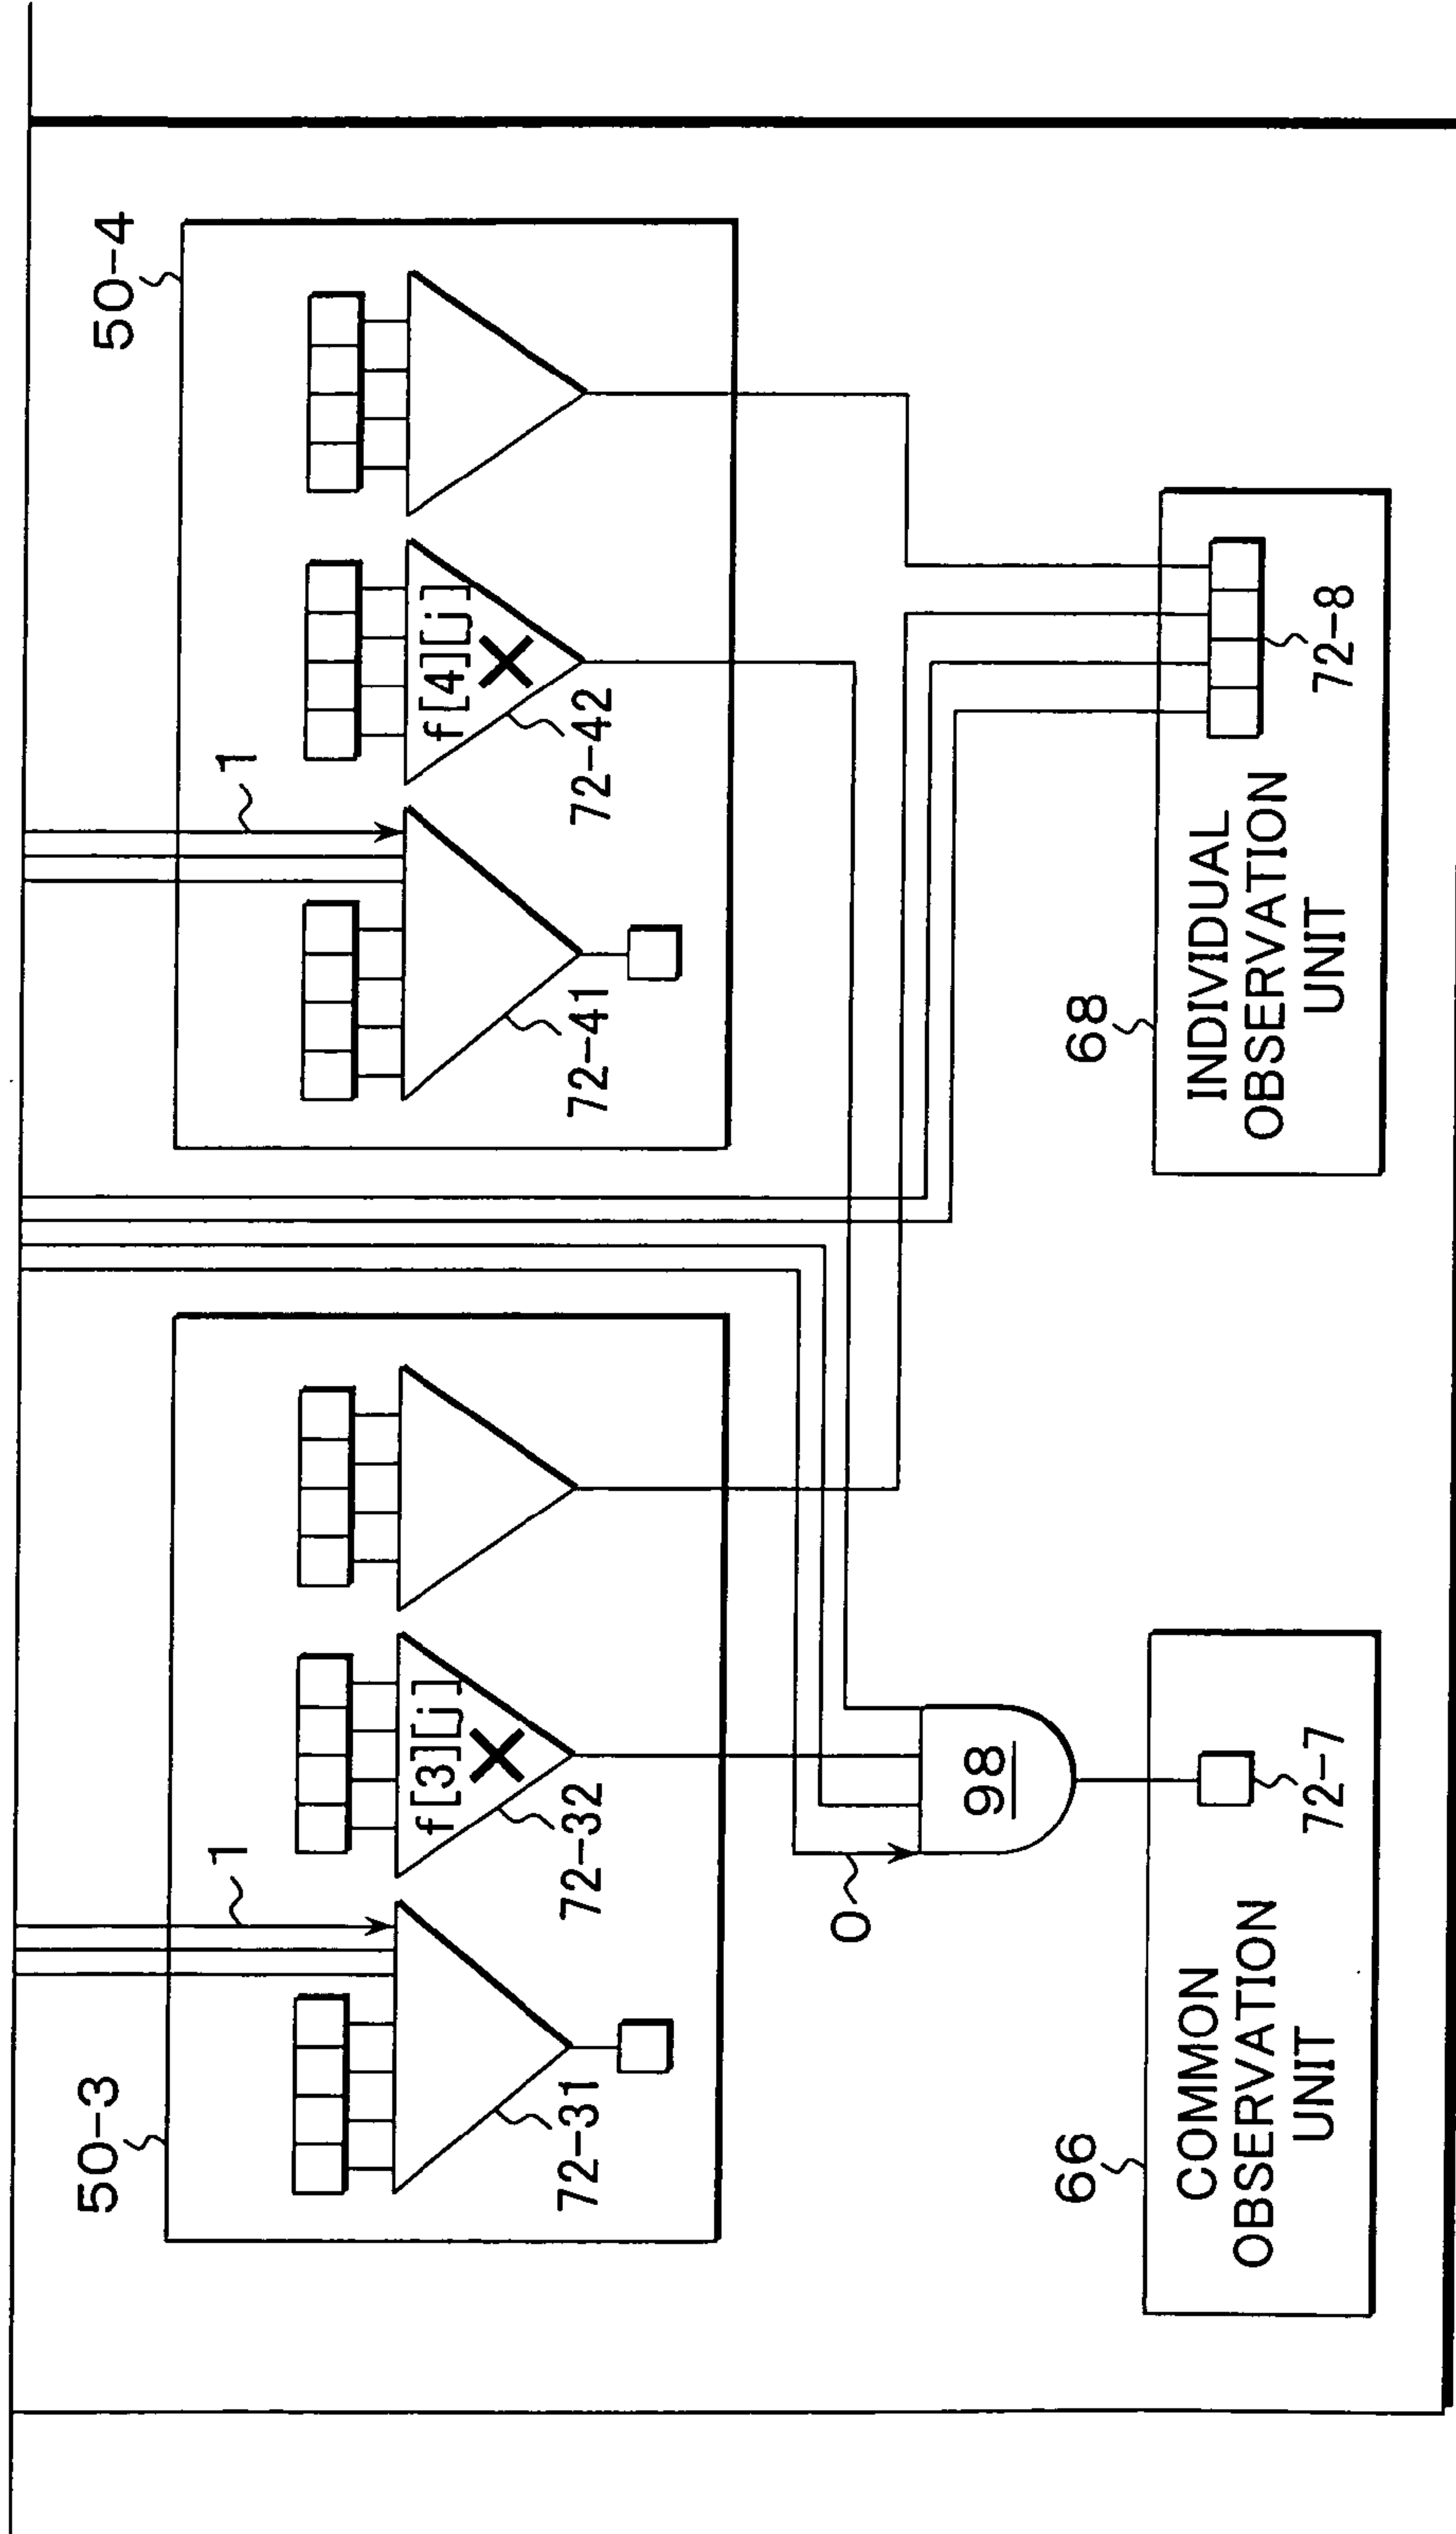 50-3
1
f[3][j]
72-31
72-32
50-4
1
f[4][j]
72-41
72-42
0
98
66
COMMON
OBSERVATION
UNIT
72-7
68
INDIVIDUAL
OBSERVATION
UNIT
72-8